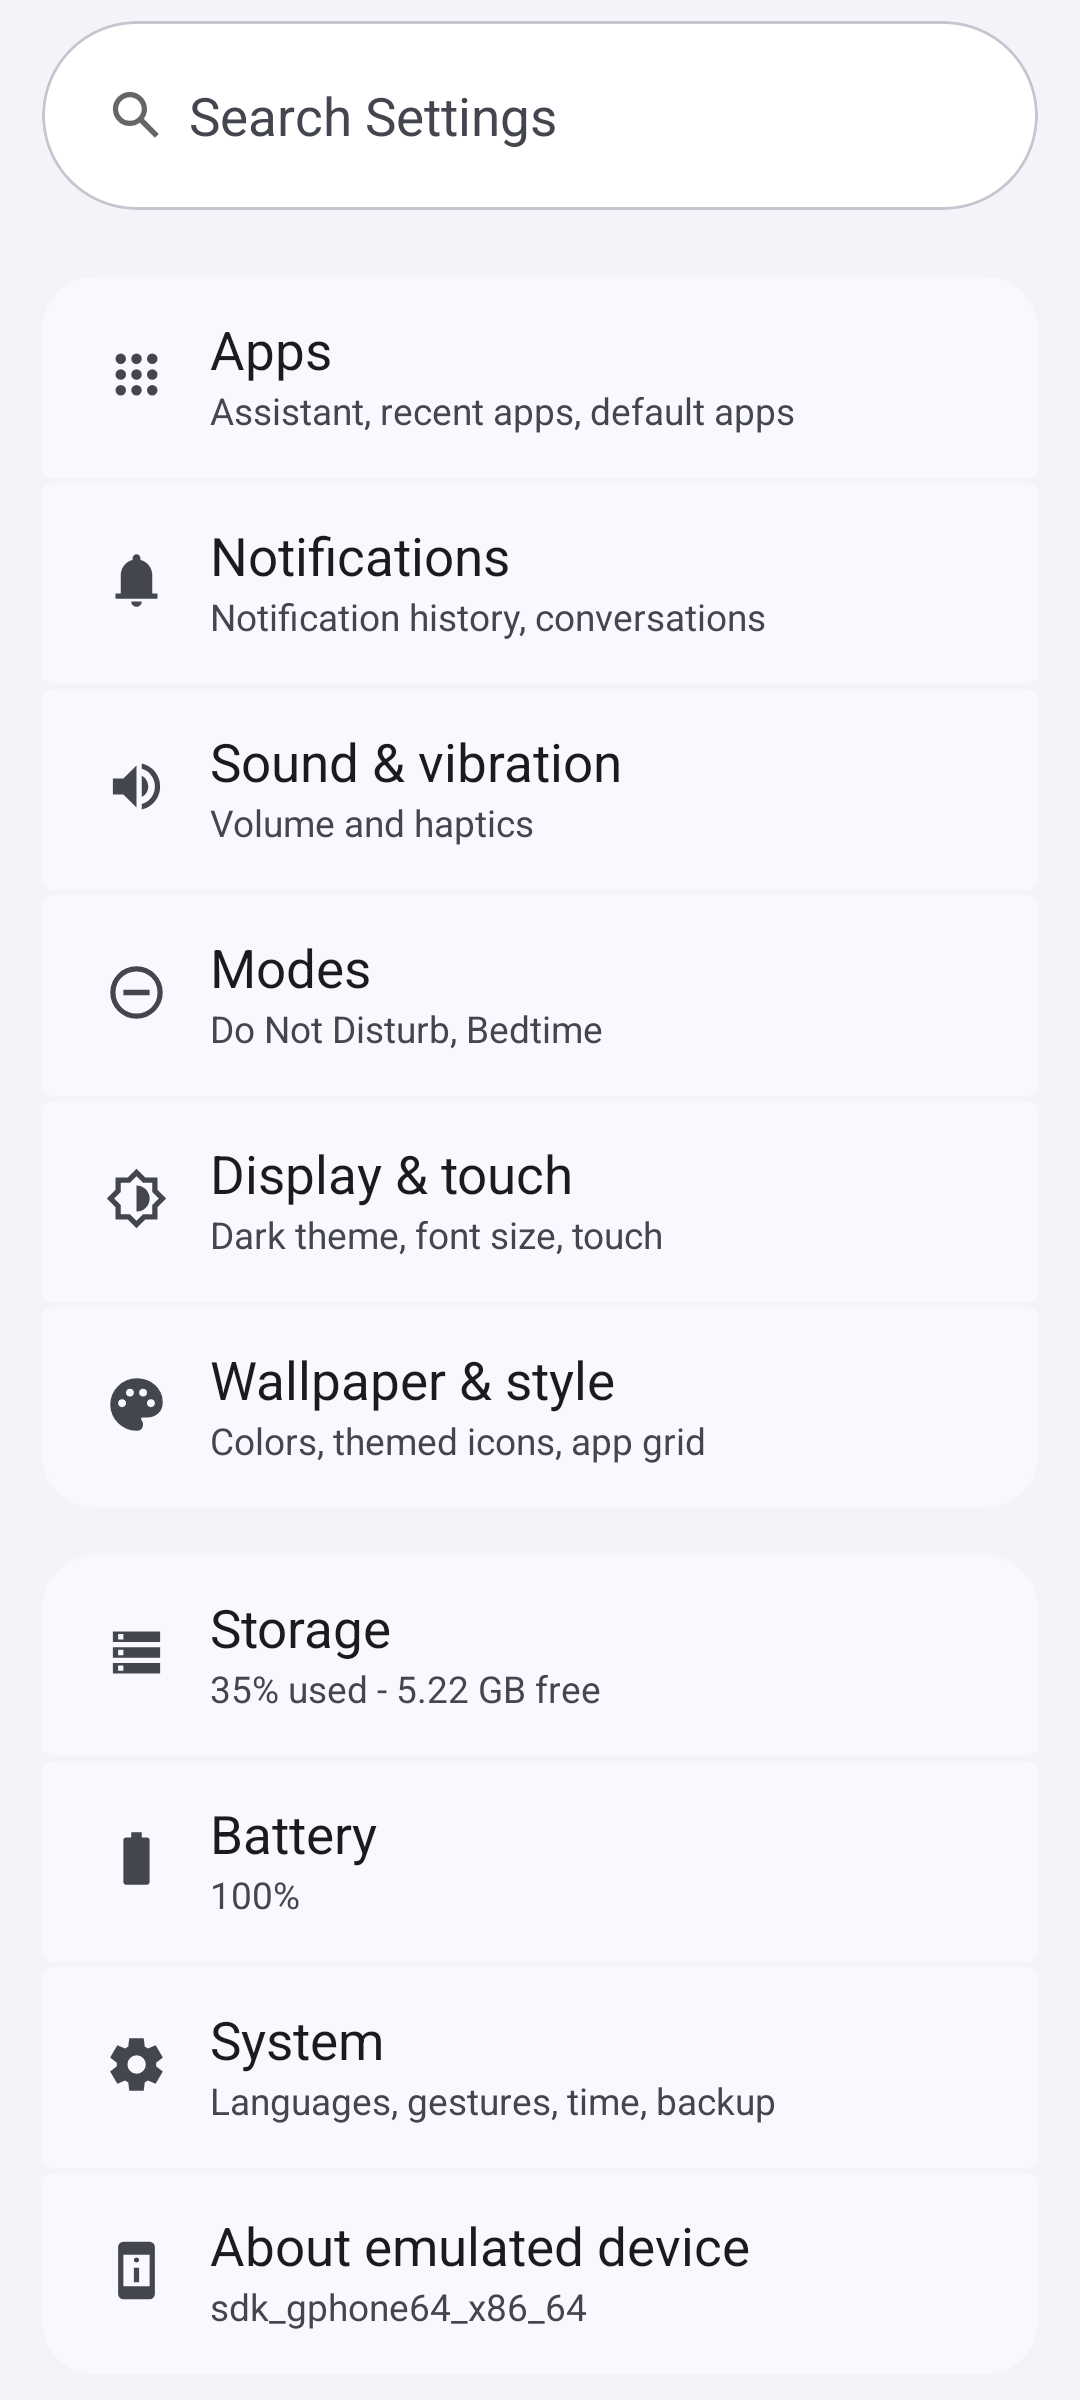 Search Settings
Apps
Assistant, recent apps, default apps
Notifications
Notification history, conversations
Sound & vibration
Volume and haptics
Modes
Do Not Disturb, Bedtime
Display & touch
Dark theme, font size, touch
Wallpaper & style
Colors, themed icons, app grid
Storage
35% used - 5.22 GB free
Battery
100%
System
Languages, gestures, time, backup
About emulated device
sdk_gphone64_x86_64